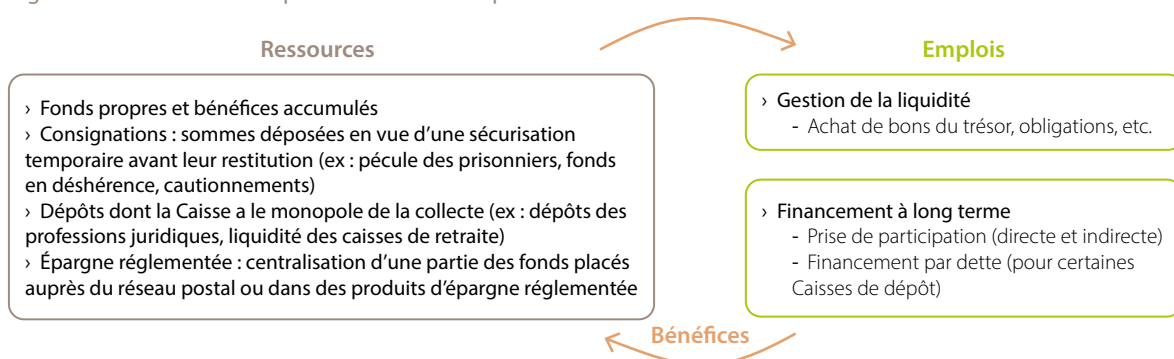 Ressources
› Fonds propres et bénéfices accumulés
› Consignations : sommes déposées en vue d'une sécurisation
temporaire avant leur restitution (ex : pécule des prisonniers, fonds
en déshérence, cautionnements)
› Dépôts dont la Caisse a le monopole de la collecte (ex : dépôts des
professions juridiques, liquidité des caisses de retraite)
› Épargne réglementée : centralisation d'une partie des fonds placés
auprès du réseau postal ou dans des produits d'épargne réglementée
Emplois
› Gestion de la liquidité
- Achat de bons du trésor, obligations, etc.
› Financement à long terme
- Prise de participation (directe et indirecte)
- Financement par dette (pour certaines
Caisses de dépôt)
Bénéfices